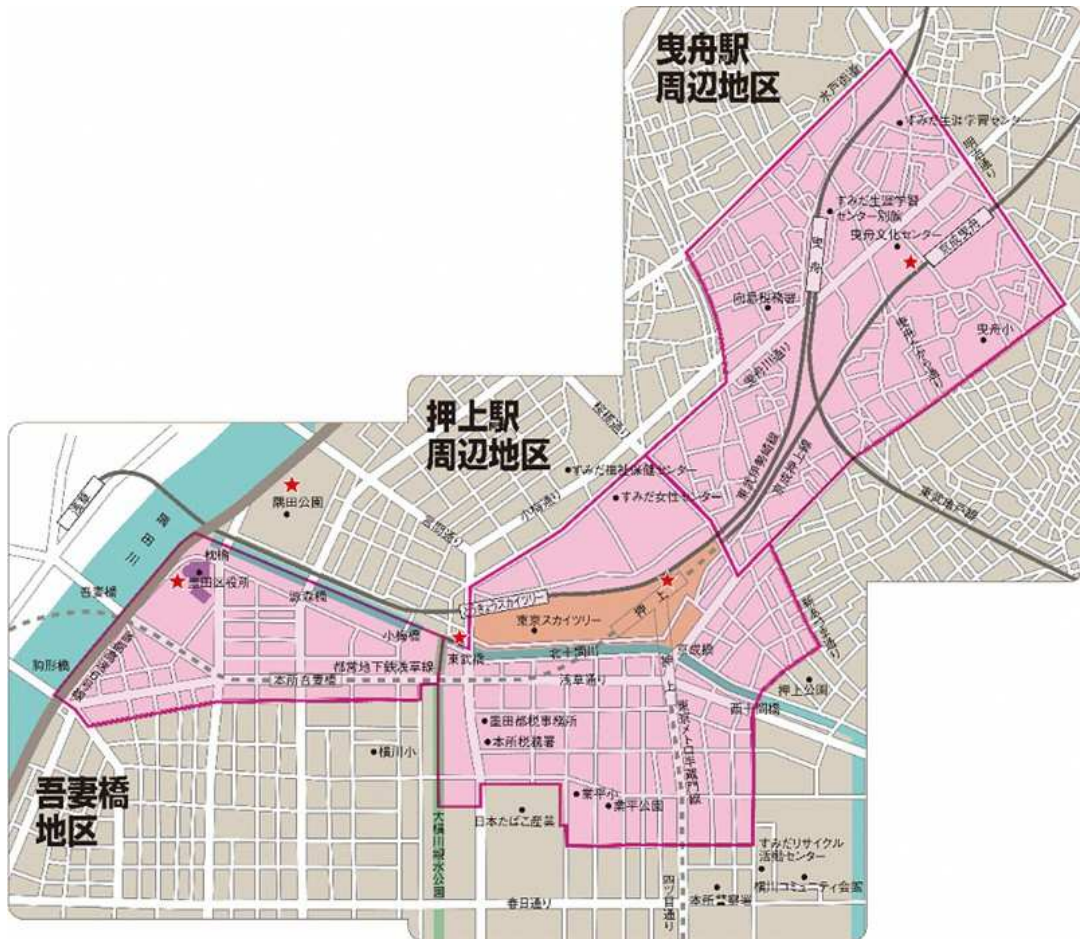 曳舟駅
周辺地区
水戸街道
すみだ生涯学習センター
明治通り
すみだ生涯学習
センター別館
曳舟文化センター
京成曳舟
曳舟
向島税務署
曳舟小
曳舟川通り
曳舟たから通り
押上駅
周辺地区
桜橋通り
東武伊勢崎線
京成押上線
東武亀戸線
すみだ福祉保健センター
すみだ女性センター
小梅通り
言問通り
隅田公園
浅草
隅田川
枕橋
墨田区役所
吾妻橋
源森橋
とうきょうスカイツリー
押上
東京スカイツリー
小梅橋
東武橋
北十間川
京成橋
駒形橋
都営地下鉄浅草線
本所吾妻橋
浅草通り
押上
押上公園
西十間橋
墨田都税事務所
本所税務署
東京メトロ半蔵門線
横川小
吾妻橋
地区
業平小
業平公園
日本たばこ産業
大横川親水公園
すみだリサイクル
活動センター
横川コミュニティ会館
本所警察署
四ツ目通り
春日通り